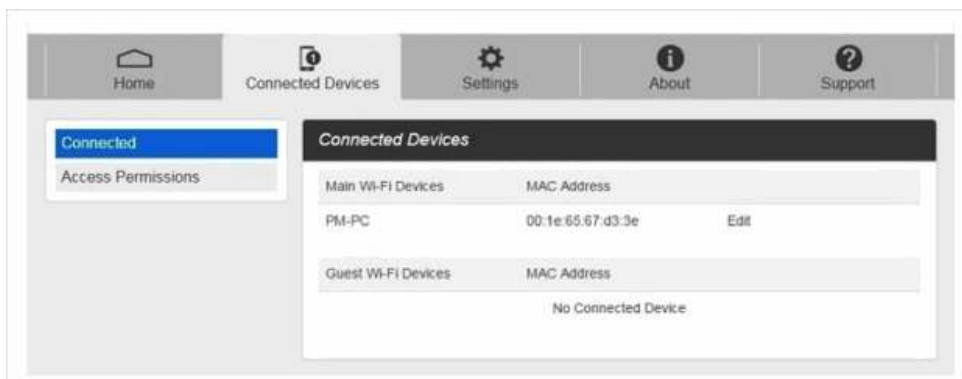 Home Connected Devices Settings About Support
Connected
Access Permissions
Connected Devices
Main Wi-Fi Devices MAC Address
PM-PC 00:1e:65:67:d3:3e Edit
Guest Wi-Fi Devices MAC Address
No Connected Device